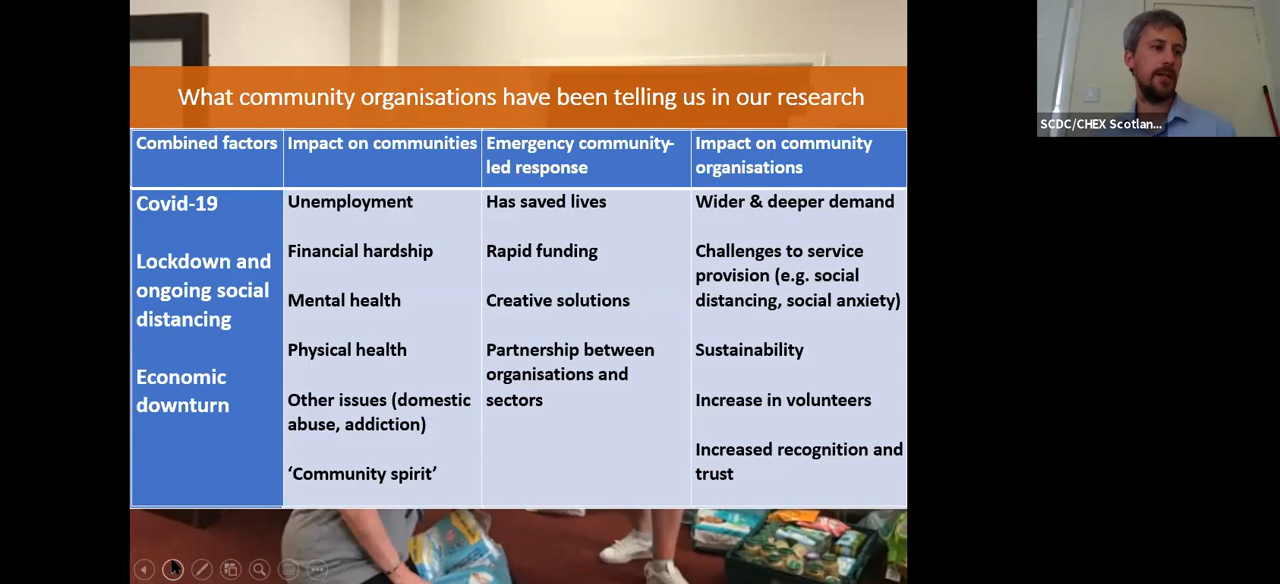 What community organisations have been telling us in our research
Combined factors
Impact on communities
Emergency community-
led response
Impact on community
organisations
Covid-19
Lockdown and
ongoing social
distancing
Economic
downturn
Unemployment
Financial hardship
Mental health
Physical health
Other issues (domestic
abuse, addiction)
‘Community spirit’
Has saved lives
Rapid funding
Creative solutions
Partnership between
organisations and
sectors
Wider & deeper demand
Challenges to service
provision (e.g. social
distancing, social anxiety)
Sustainability
Increase in volunteers
Increased recognition and
trust
SCDC/CHEX Scotlan...